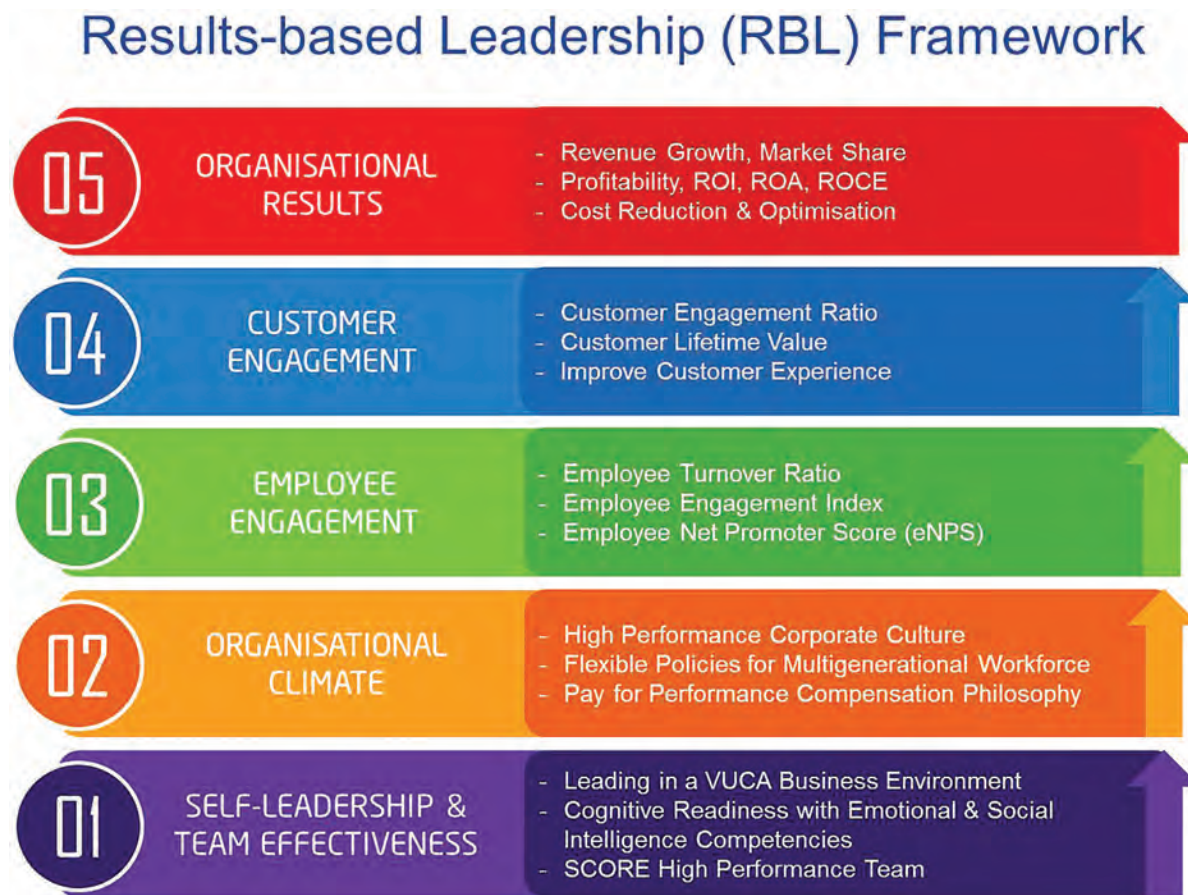 Results-based Leadership (RBL) Framework
05
ORGANISATIONAL
RESULTS
- Revenue Growth, Market Share
- Profitability, ROI, ROA, ROCE
- Cost Reduction & Optimisation
04
CUSTOMER
ENGAGEMENT
- Customer Engagement Ratio
- Customer Lifetime Value
- Improve Customer Experience
03
EMPLOYEE
ENGAGEMENT
- Employee Turnover Ratio
- Employee Engagement Index
- Employee Net Promoter Score (eNPS)
02
ORGANISATIONAL
CLIMATE
- High Performance Corporate Culture
- Flexible Policies for Multigenerational Workforce
- Pay for Performance Compensation Philosophy
01
SELF-LEADERSHIP &
TEAM EFFECTIVENESS
- Leading in a VUCA Business Environment
- Cognitive Readiness with Emotional & Social
Intelligence Competencies
- SCORE High Performance Team